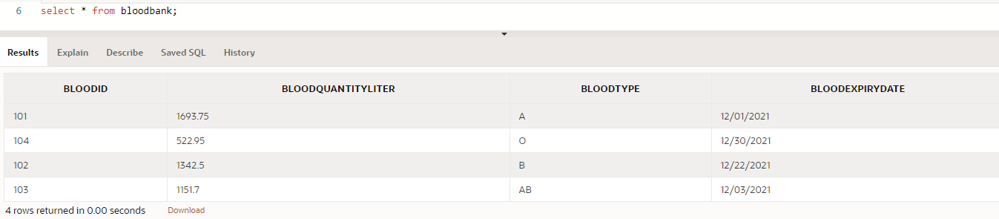 6 select * from bloodbank;
Results Explain Describe Saved SQL History
BLOODID BLOODQUANTITYLITER BLOODTYPE BLOODEXPIRYDATE
101 1693.75 A 12/01/2021
104 522.95 O 12/30/2021
102 1342.5 B 12/22/2021
103 1151.7 AB 12/03/2021
4 rows returned in 0.00 seconds Download